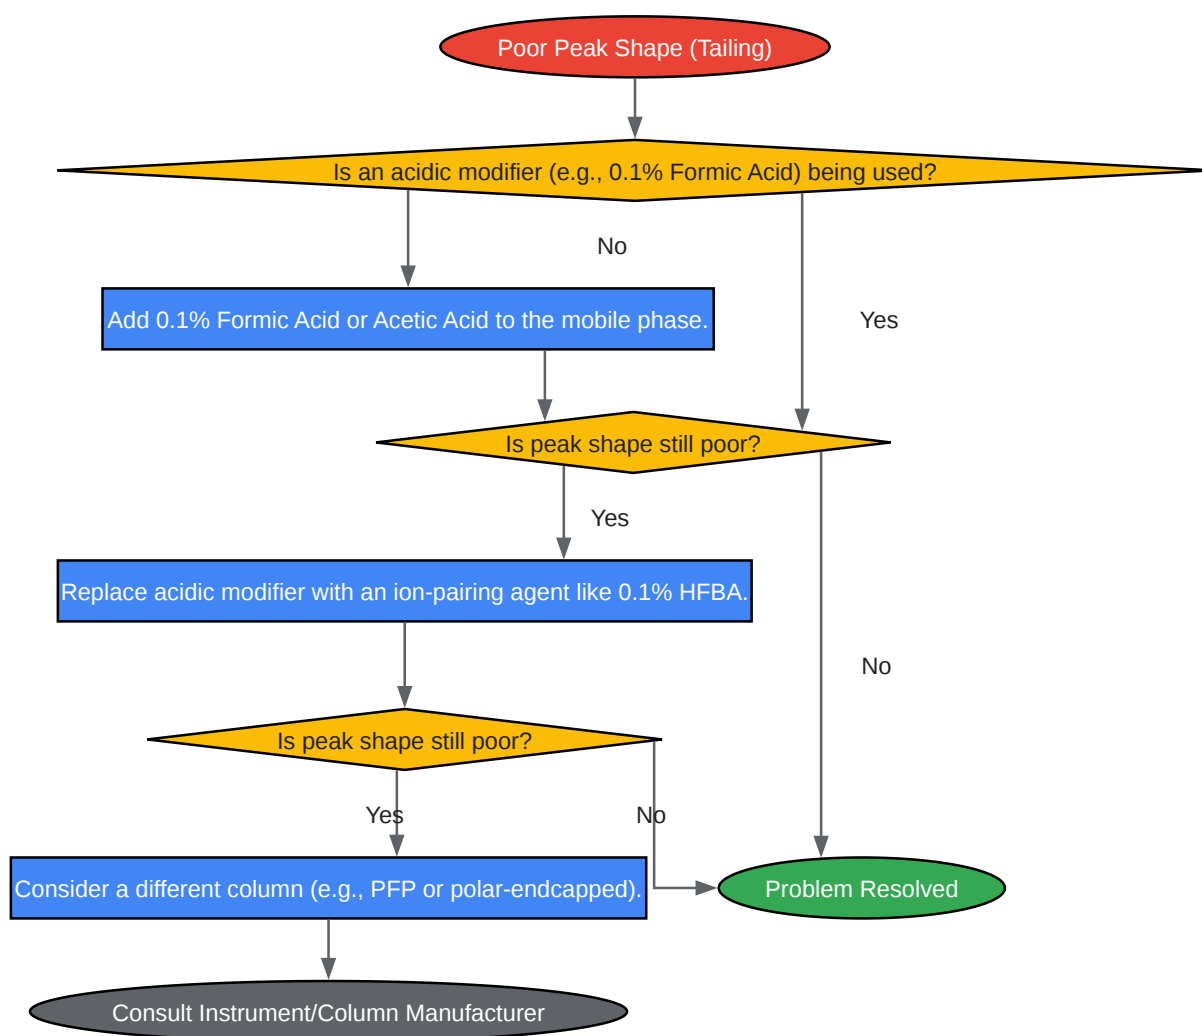 Poor Peak Shape (Tailing)
Is an acidic modifier (e.g., 0.1% Formic Acid) being used?
No
Add 0.1% Formic Acid or Acetic Acid to the mobile phase.
Yes
Is peak shape still poor?
Yes
Replace acidic modifier with an ion-pairing agent like 0.1% HFBA.
No
Is peak shape still poor?
Yes
No
Consider a different column (e.g., PFP or polar-endcapped).
Problem Resolved
Consult Instrument/Column Manufacturer